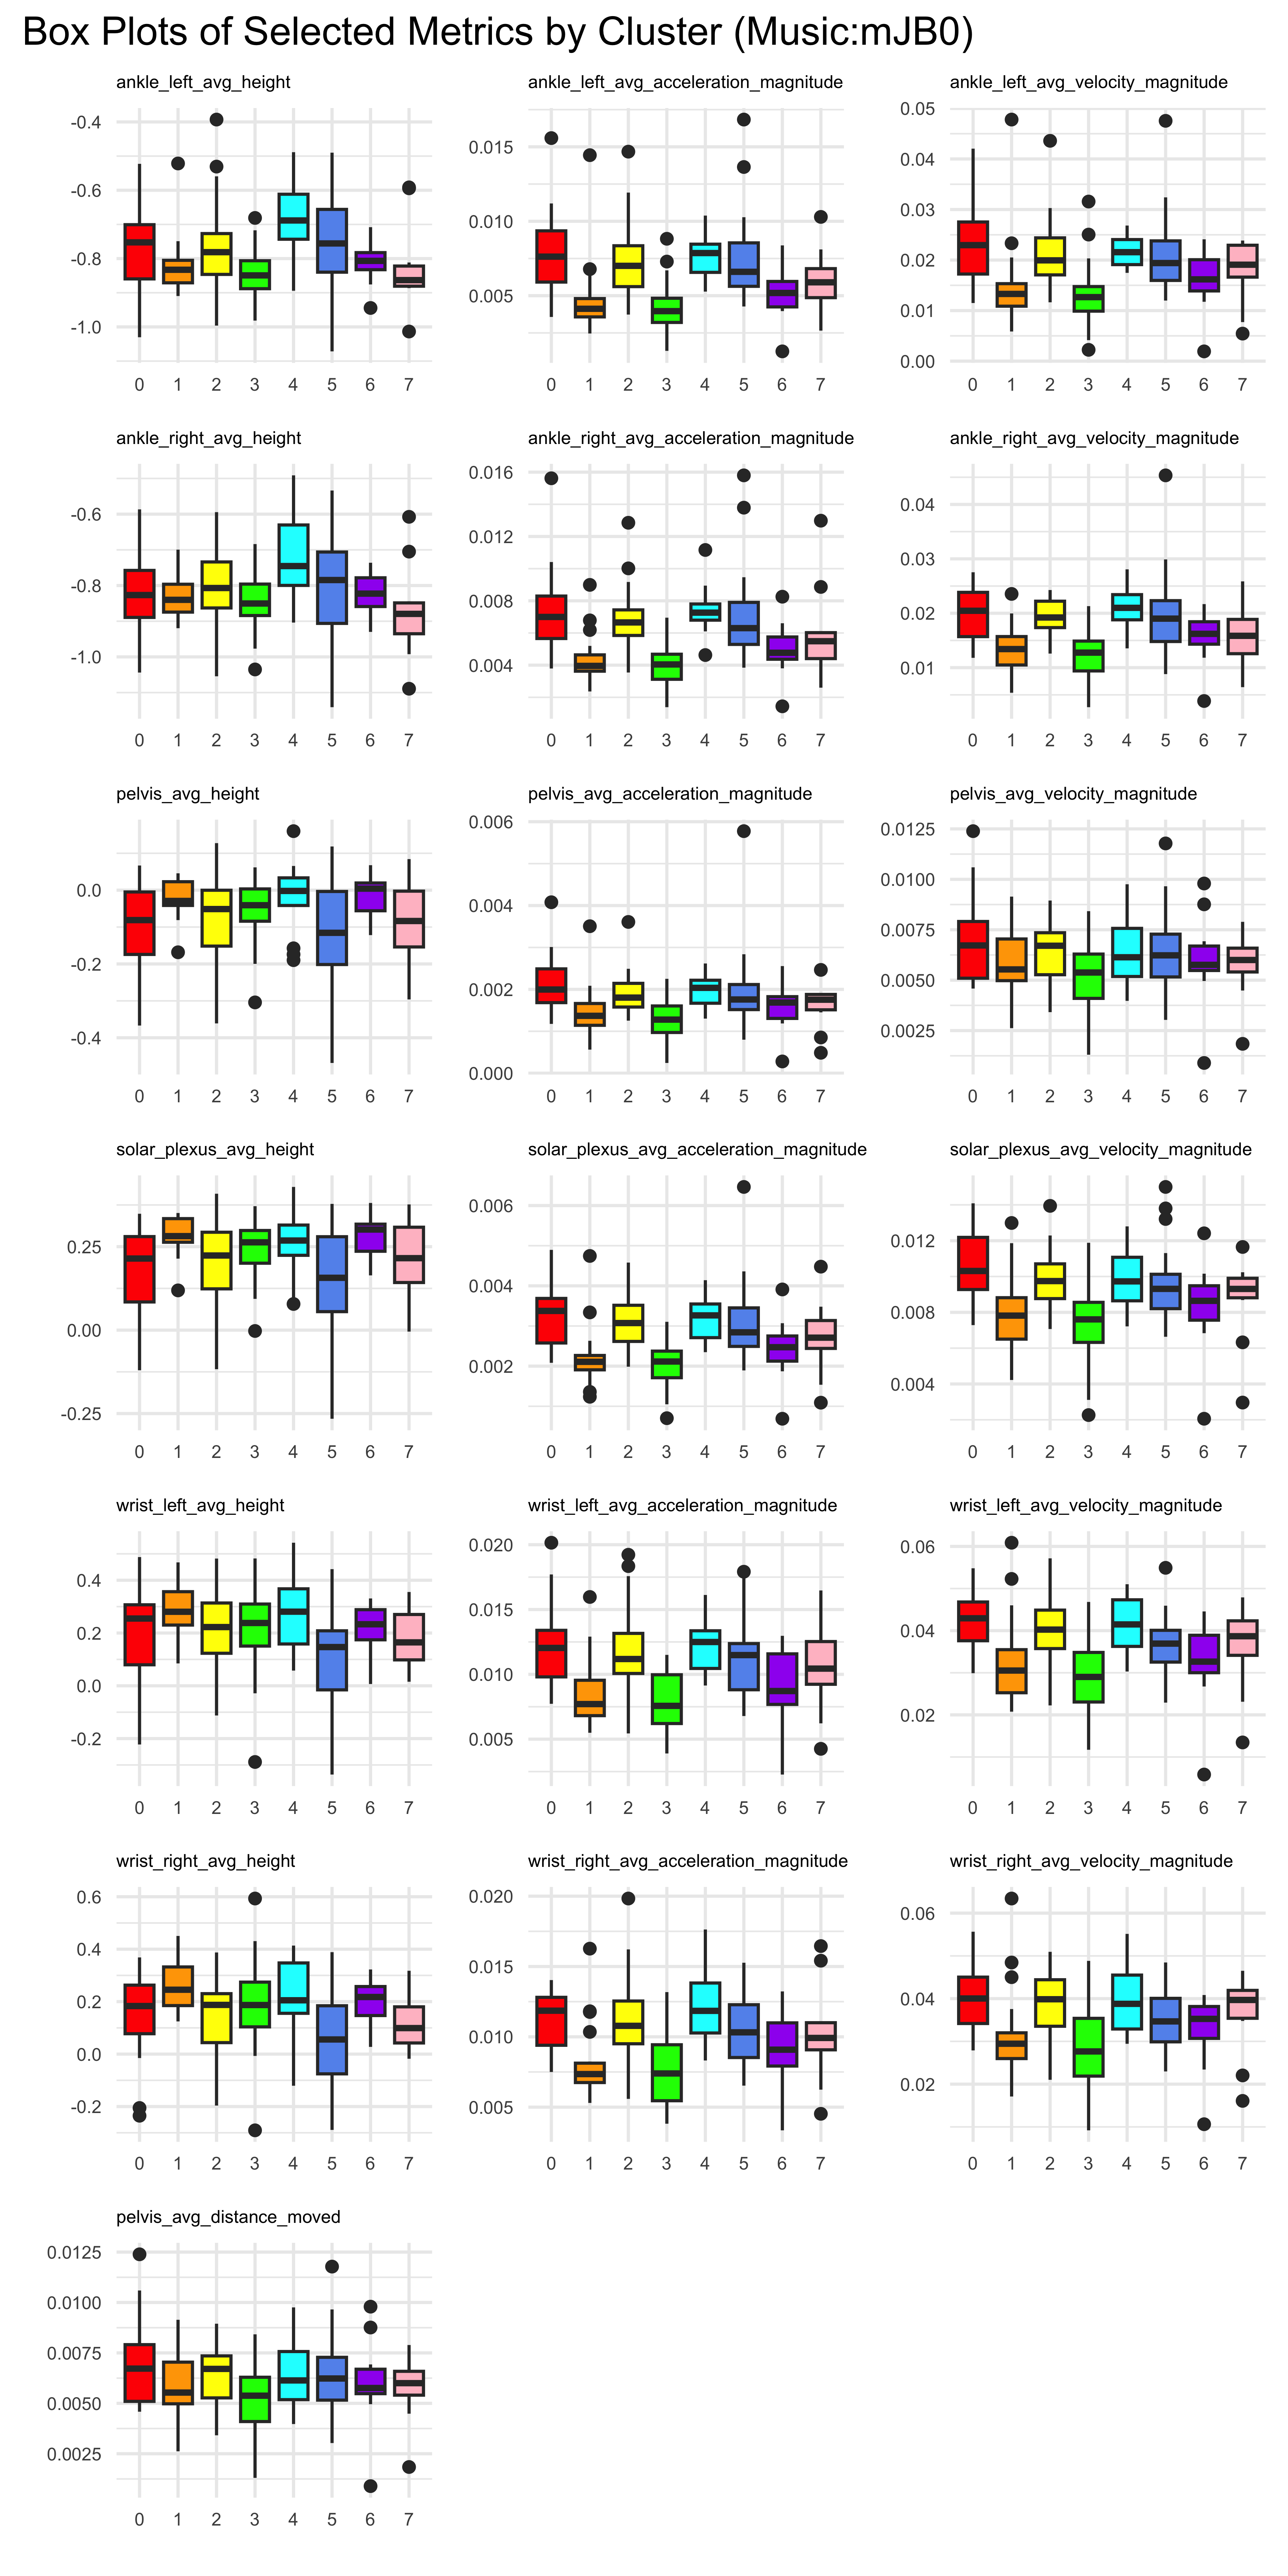 Box Plots of Selected Metrics by Cluster (Music:mJB0)
ankle_left_avg_height
-0.4
-0.6
-0.8
-1.0
0 1 2 3 4 5 6 7
ankle_left_avg_acceleration_magnitude
0.015
0.010
0.005
0 1 2 3 4 5 6 7
ankle_left_avg_velocity_magnitude
0.05
0.04
0.03
0.02
0.01
0.00
0 1 2 3 4 5 6 7
ankle_right_avg_height
-0.6
-0.8
-1.0
0 1 2 3 4 5 6 7
ankle_right_avg_acceleration_magnitude
0.016
0.012
0.008
0.004
0 1 2 3 4 5 6 7
ankle_right_avg_velocity_magnitude
0.04
0.03
0.02
0.01
0 1 2 3 4 5 6 7
pelvis_avg_height
0.0
-0.2
-0.4
0 1 2 3 4 5 6 7
pelvis_avg_acceleration_magnitude
0.006
0.004
0.002
0.000
0 1 2 3 4 5 6 7
pelvis_avg_velocity_magnitude
0.0125
0.0100
0.0075
0.0050
0.0025
0 1 2 3 4 5 6 7
solar_plexus_avg_height
0.25
0.00
-0.25
0 1 2 3 4 5 6 7
solar_plexus_avg_acceleration_magnitude
0.006
0.004
0.002
0 1 2 3 4 5 6 7
solar_plexus_avg_velocity_magnitude
0.012
0.008
0.004
0 1 2 3 4 5 6 7
wrist_left_avg_height
0.4
0.2
0.0
-0.2
0 1 2 3 4 5 6 7
wrist_left_avg_acceleration_magnitude
0.020
0.015
0.010
0.005
0 1 2 3 4 5 6 7
wrist_left_avg_velocity_magnitude
0.06
0.04
0.02
0 1 2 3 4 5 6 7
wrist_right_avg_height
0.6
0.4
0.2
0.0
-0.2
0 1 2 3 4 5 6 7
wrist_right_avg_acceleration_magnitude
0.020
0.015
0.010
0.005
0 1 2 3 4 5 6 7
wrist_right_avg_velocity_magnitude
0.06
0.04
0.02
0 1 2 3 4 5 6 7
pelvis_avg_distance_moved
0.0125
0.0100
0.0075
0.0050
0.0025
0 1 2 3 4 5 6 7